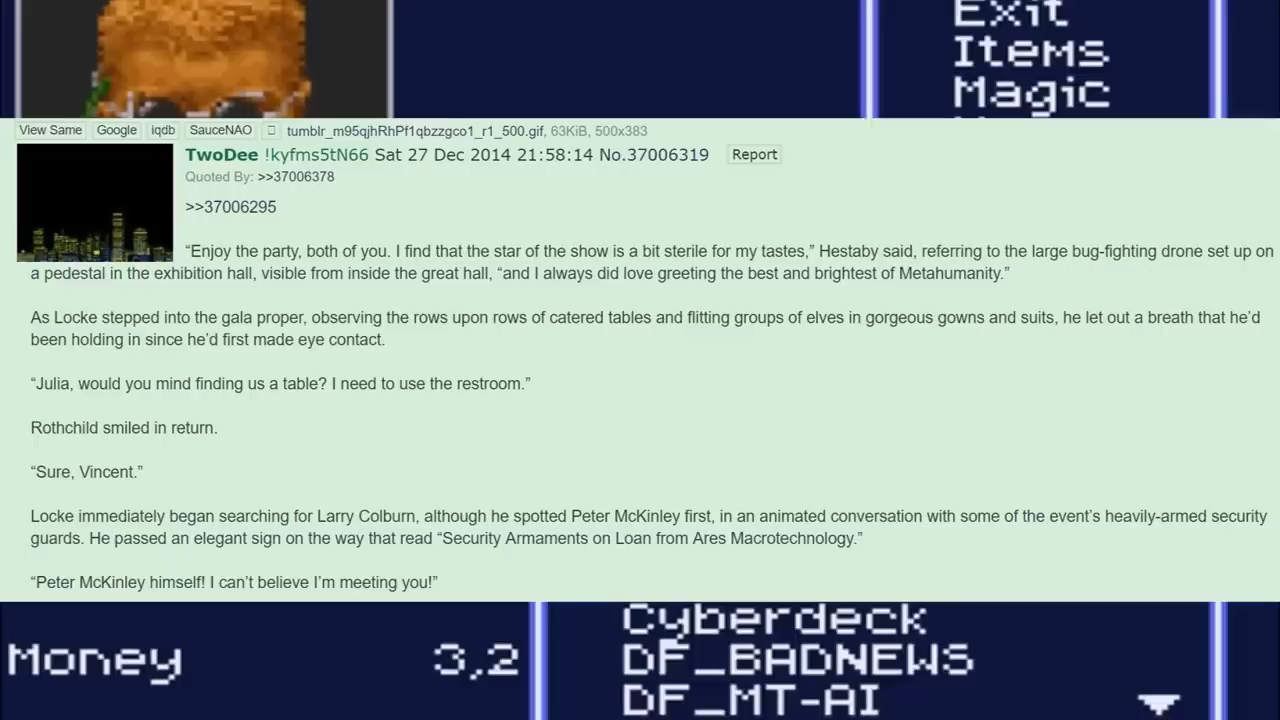 Exit
Items
Magic
View Same Google iqdb SauceNAO tumblr_m95qjhRhPf1qbzzgco1_r1_500.gif, 63KiB, 500x383
TwoDee !kyfms5tN66 Sat 27 Dec 2014 21:58:14 No.37006319 Report
Quoted By: >>37006378
>>37006295
“Enjoy the party, both of you. I find that the star of the show is a bit sterile for my tastes,” Hestaby said, referring to the large bug-fighting drone set up on
a pedestal in the exhibition hall, visible from inside the great hall, “and I always did love greeting the best and brightest of Metahumanity.”
As Locke stepped into the gala proper, observing the rows upon rows of catered tables and flitting groups of elves in gorgeous gowns and suits, he let out a breath that he’d
been holding in since he’d first made eye contact.
“Julia, would you mind finding us a table? I need to use the restroom.”
Rothchild smiled in return.
“Sure, Vincent.”
Locke immediately began searching for Larry Colburn, although he spotted Peter McKinley first, in an animated conversation with some of the event’s heavily-armed security
guards. He passed an elegant sign on the way that read “Security Armaments on Loan from Ares Macrotechnology.”
“Peter McKinley himself! I can’t believe I’m meeting you!”
Cyberdeck
Money 3,2 DF_BADNEWS
DF_MT-AI